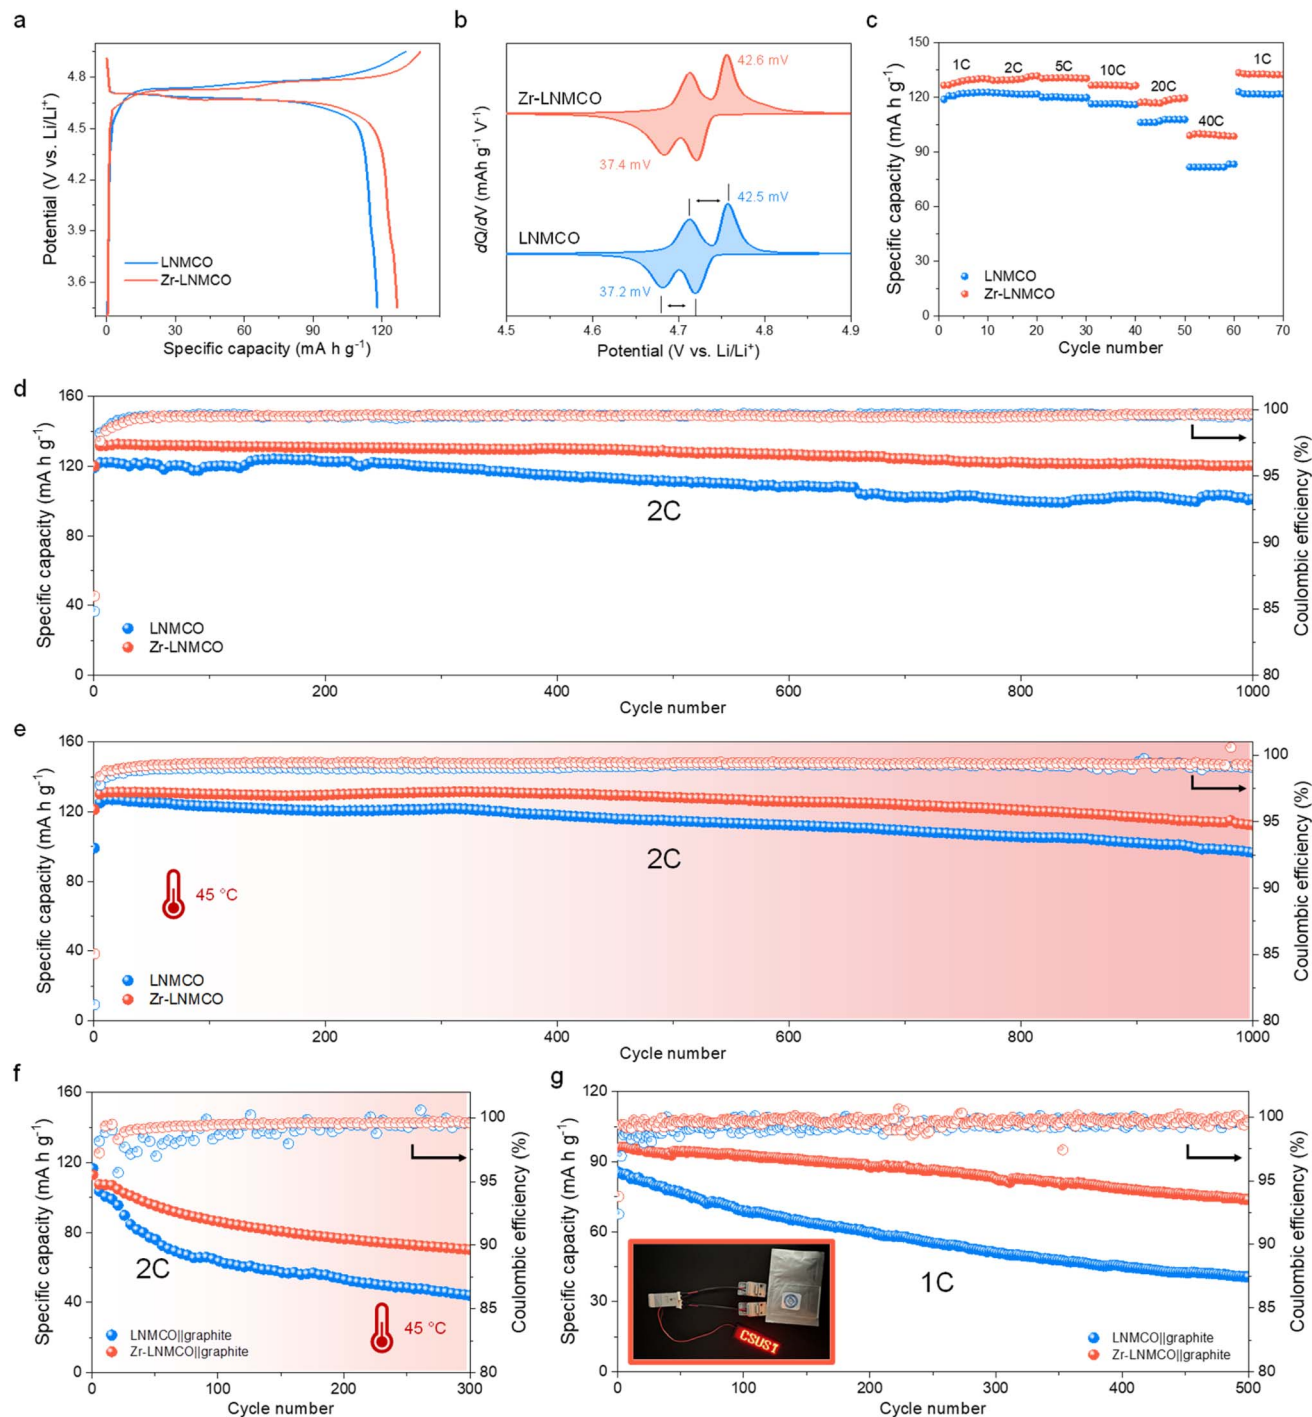 a
4.8
4.5
4.2
3.9
3.6
Potential (V vs. Li/Li⁺)
LNMCO
Zr-LNMCO
0 30 60 90 120
Specific capacity (mA h g⁻¹)
b
42.6 mV
Zr-LNMCO
37.4 mV
42.5 mV
LNMCO
37.2 mV
dQ/dV (mAh g⁻¹ V⁻¹)
4.5 4.6 4.7 4.8 4.9
Potential (V vs. Li/Li⁺)
c
150
120
90
60
30
0
Specific capacity (mA h g⁻¹)
1C 2C 5C 10C 20C 40C 1C
LNMCO
Zr-LNMCO
0 10 20 30 40 50 60 70
Cycle number
d
160
120
80
40
0
Specific capacity (mA h g⁻¹)
2C
LNMCO
Zr-LNMCO
100
95
90
85
80
Coulombic efficiency (%)
0 200 400 600 800 1000
Cycle number
e
160
120
80
40
0
Specific capacity (mA h g⁻¹)
2C
45 °C
LNMCO
Zr-LNMCO
100
95
90
85
80
Coulombic efficiency (%)
0 200 400 600 800 1000
Cycle number
f
160
120
80
40
0
Specific capacity (mA h g⁻¹)
2C
45 °C
LNMCO||graphite
Zr-LNMCO||graphite
100
95
90
85
80
Coulombic efficiency (%)
0 100 200 300
Cycle number
g
120
90
60
30
0
Specific capacity (mA h g⁻¹)
1C
CSUST
LNMCO||graphite
Zr-LNMCO||graphite
100
95
90
85
80
Coulombic efficiency (%)
0 100 200 300 400 500
Cycle number